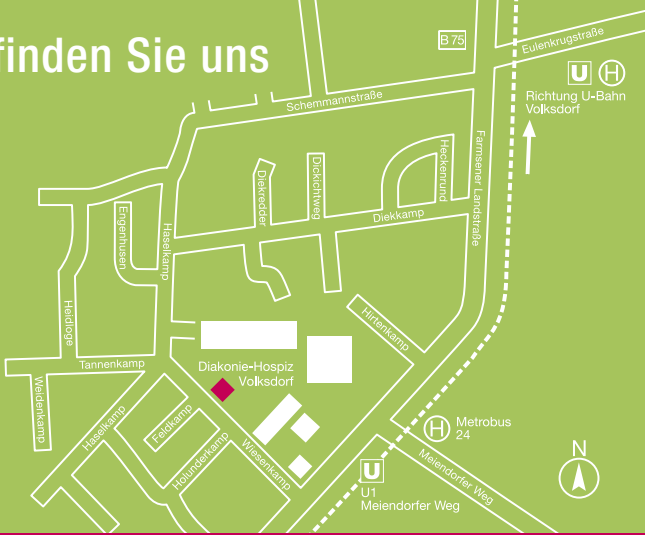 finden Sie uns
B 75
Eulenkrugstraße
U H
Richtung U-Bahn
Volksdorf
Schemmannstraße
Farmsener Landstraße
Heckenrund
Dickichtweg
Diekredder
Diekkamp
Engenhusen
Haselkamp
Heidloge
Hirtenkamp
Tannenkamp
Diakonie-Hospiz
Volksdorf
Weidenkamp
Haselkamp
Feldkamp
Holunderkamp
Wiesenkamp
H
Metrobus
24
Meiendorfer Weg
U
U1
Meiendorfer Weg
N